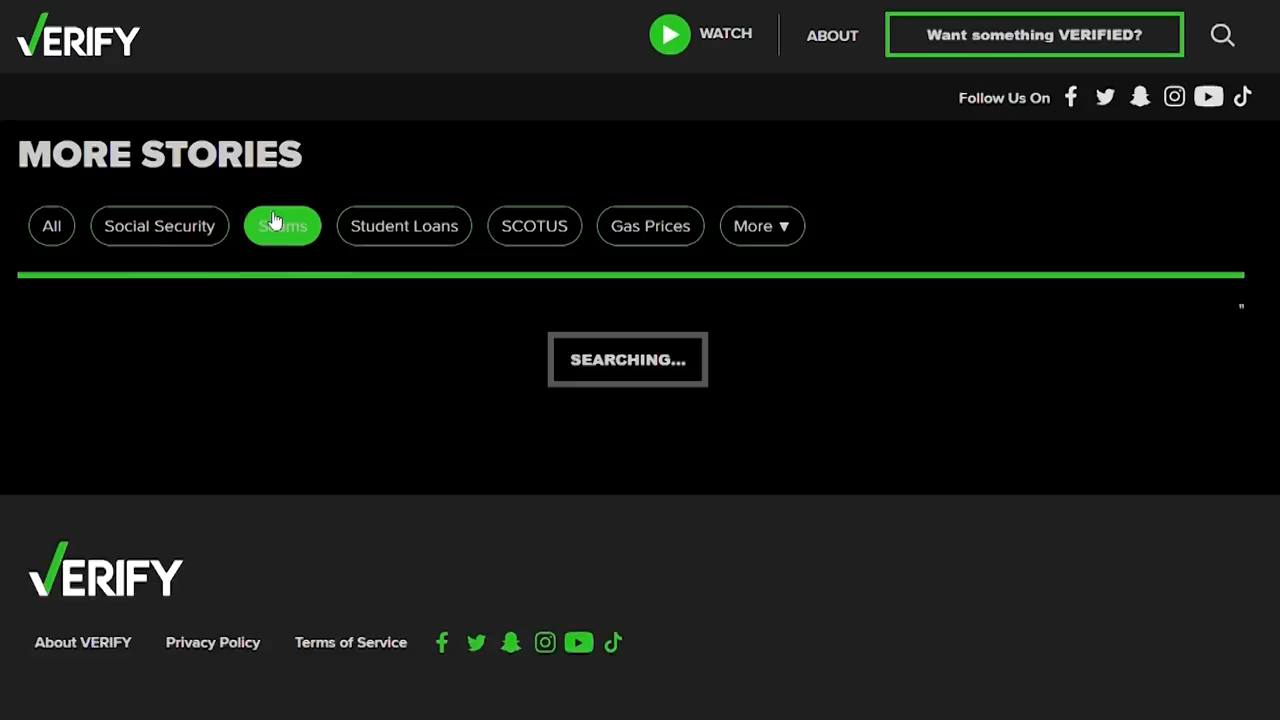 VERIFY
WATCH
ABOUT
Want something VERIFIED?
Follow Us On
MORE STORIES
All
Social Security
Scams
Student Loans
SCOTUS
Gas Prices
More ▼
"
SEARCHING...
VERIFY
About VERIFY
Privacy Policy
Terms of Service